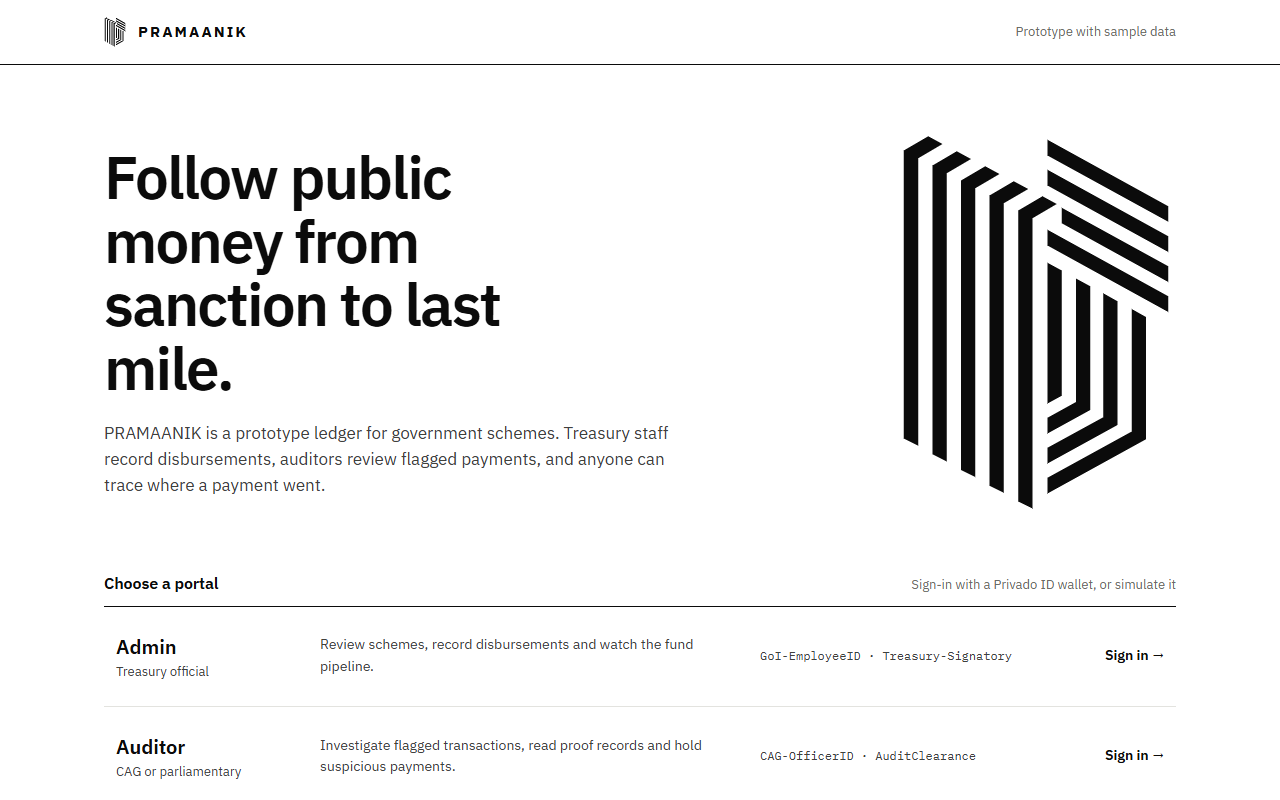 PRAMAANIK
Prototype with sample data
Follow public
money from
sanction to last
mile.
PRAMAANIK is a prototype ledger for government schemes. Treasury staff
record disbursements, auditors review flagged payments, and anyone can
trace where a payment went.
Choose a portal
Sign-in with a Privado ID wallet, or simulate it
Admin
Treasury official
Review schemes, record disbursements and watch the fund
pipeline.
GoI-EmployeeID · Treasury-Signatory
Sign in →
Auditor
CAG or parliamentary
Investigate flagged transactions, read proof records and hold
suspicious payments.
CAG-OfficerID · AuditClearance
Sign in →